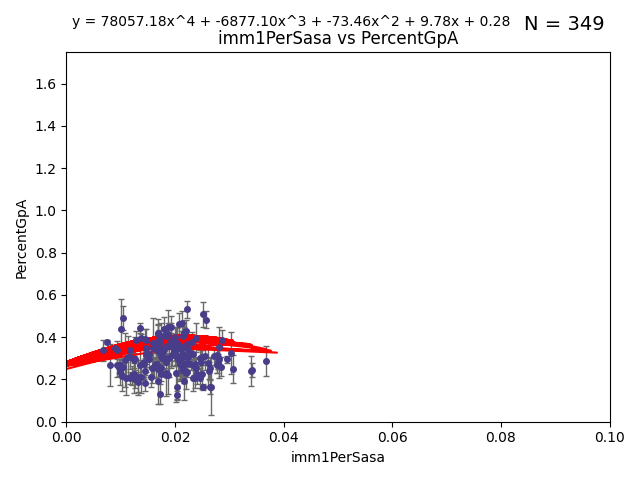 y = 78057.18x^4 + -6877.10x^3 + -73.46x^2 + 9.78x + 0.28
N = 349
imm1PerSasa vs PercentGpA
PercentGpA
1.6
1.4
1.2
1.0
0.8
0.6
0.4
0.2
0.0
0.00 0.02 0.04 0.06 0.08 0.10
imm1PerSasa